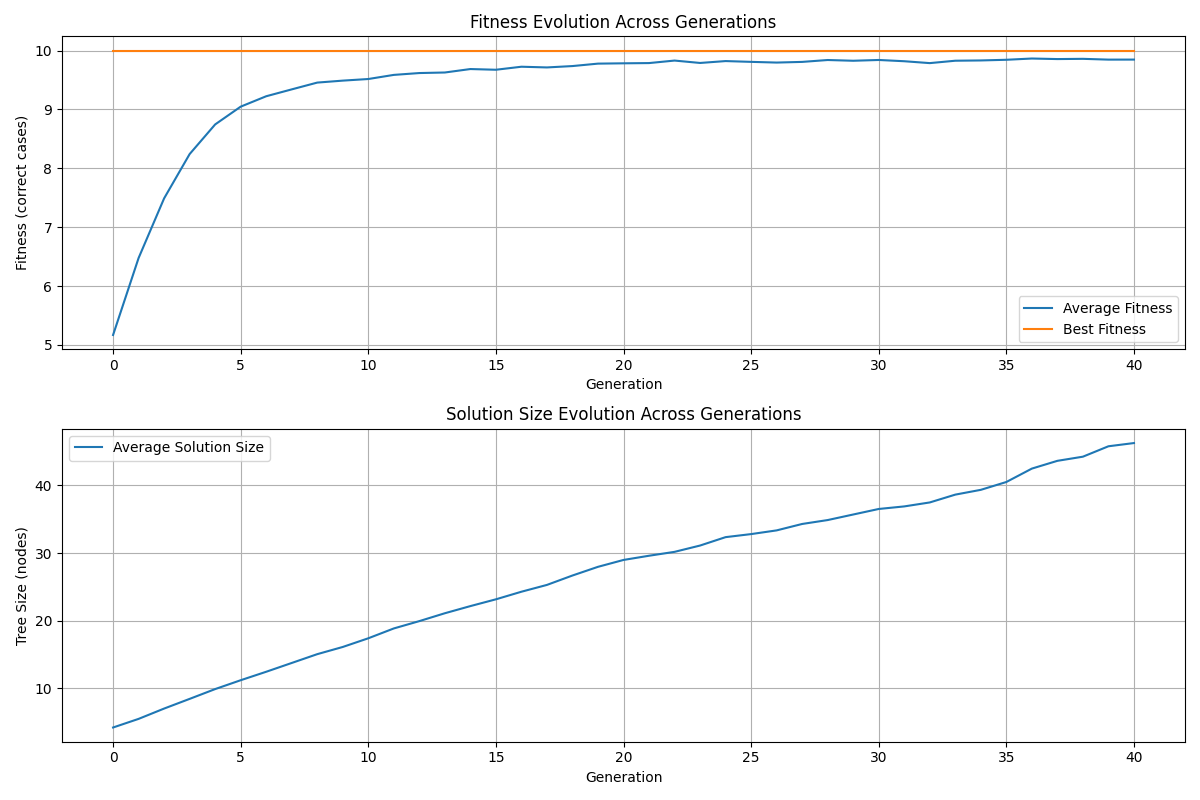 Fitness Evolution Across Generations
10
9
8
7
6
5
Fitness (correct cases)
Average Fitness
Best Fitness
0 5 10 15 20 25 30 35 40
Generation
Solution Size Evolution Across Generations
Average Solution Size
40
30
20
10
Tree Size (nodes)
0 5 10 15 20 25 30 35 40
Generation